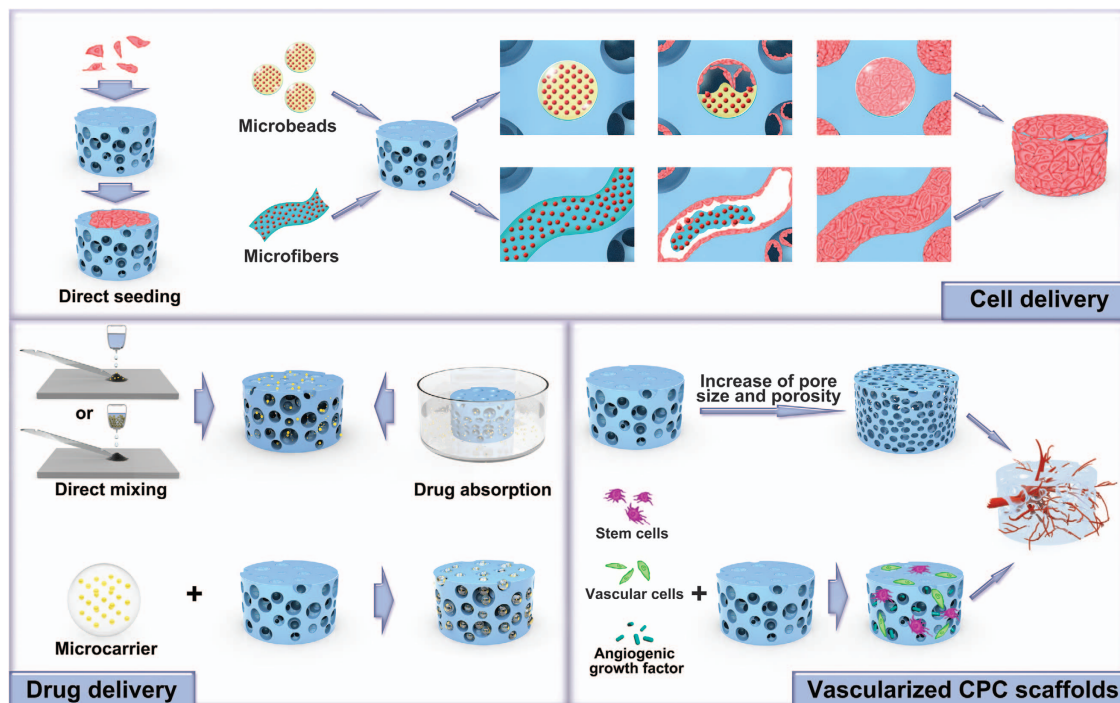 Microbeads
Microfibers
Direct seeding
Cell delivery
or
Direct mixing
Drug absorption
+
Microcarrier
Drug delivery
Increase of pore
size and porosity
Stem cells
Vascular cells
+
Angiogenic
growth factor
Vascularized CPC scaffolds